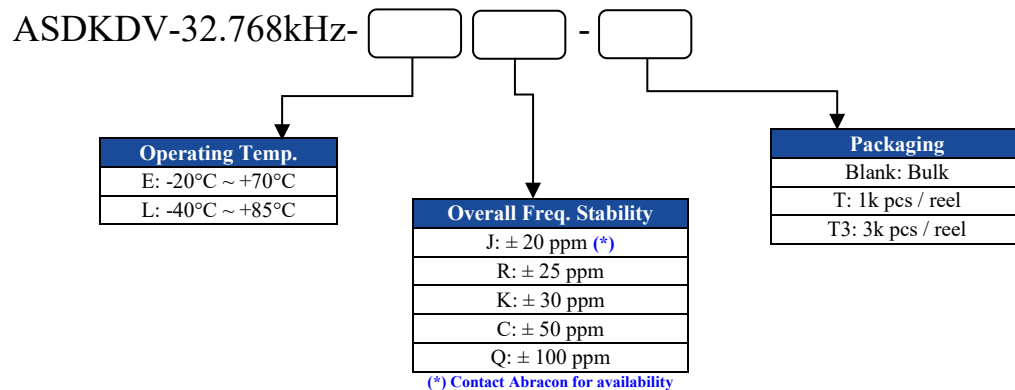 ASDKDV-32.768kHz- -
Operating Temp.
E: -20°C ~ +70°C
L: -40°C ~ +85°C
Overall Freq. Stability
J: ± 20 ppm (*)
R: ± 25 ppm
K: ± 30 ppm
C: ± 50 ppm
Q: ± 100 ppm
(*) Contact Abracon for availability
Packaging
Blank: Bulk
T: 1k pcs / reel
T3: 3k pcs / reel